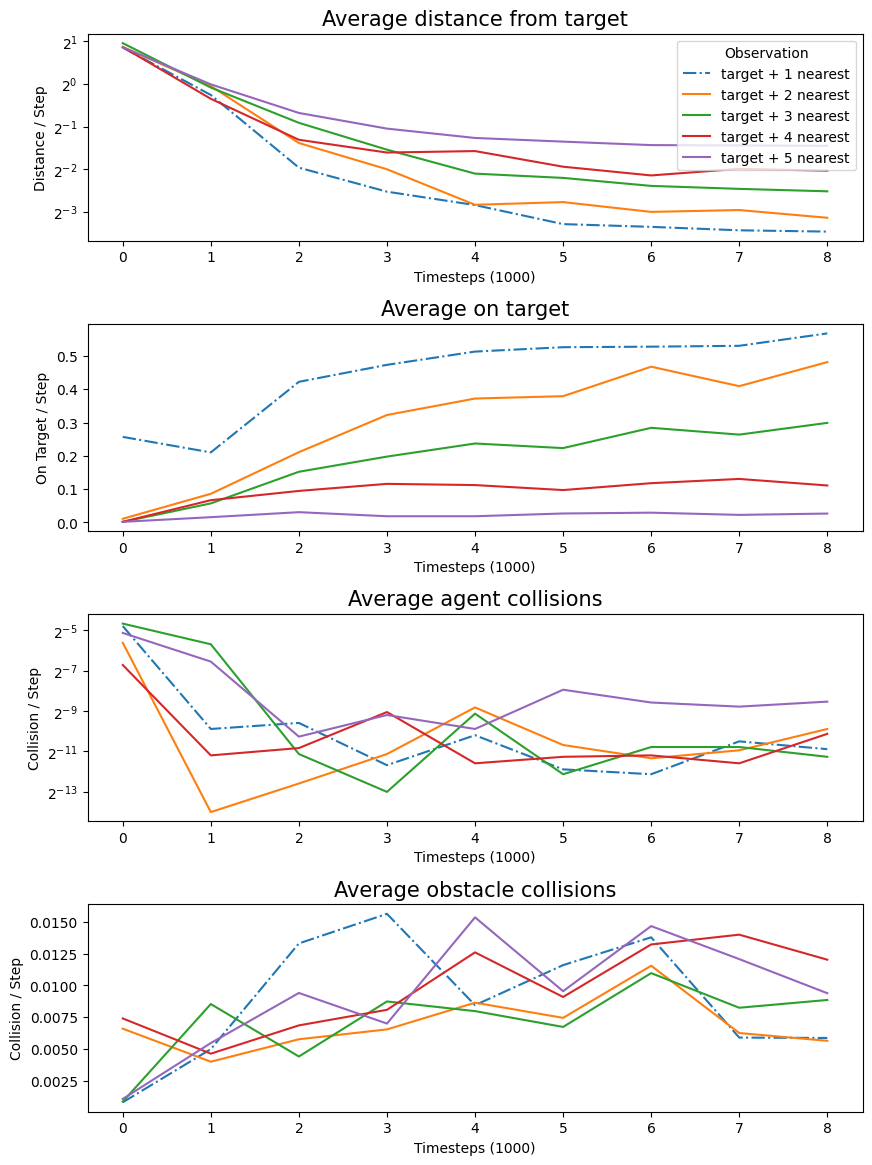 Average distance from target
2^1
2^0
2^−1
2^−2
2^−3
Distance / Step
Observation
target + 1 nearest
target + 2 nearest
target + 3 nearest
target + 4 nearest
target + 5 nearest
0 1 2 3 4 5 6 7 8
Timesteps (1000)
Average on target
0.5
0.4
0.3
0.2
0.1
0.0
On Target / Step
0 1 2 3 4 5 6 7 8
Timesteps (1000)
Average agent collisions
2^−5
2^−7
2^−9
2^−11
2^−13
Collision / Step
0 1 2 3 4 5 6 7 8
Timesteps (1000)
Average obstacle collisions
0.0150
0.0125
0.0100
0.0075
0.0050
0.0025
Collision / Step
0 1 2 3 4 5 6 7 8
Timesteps (1000)